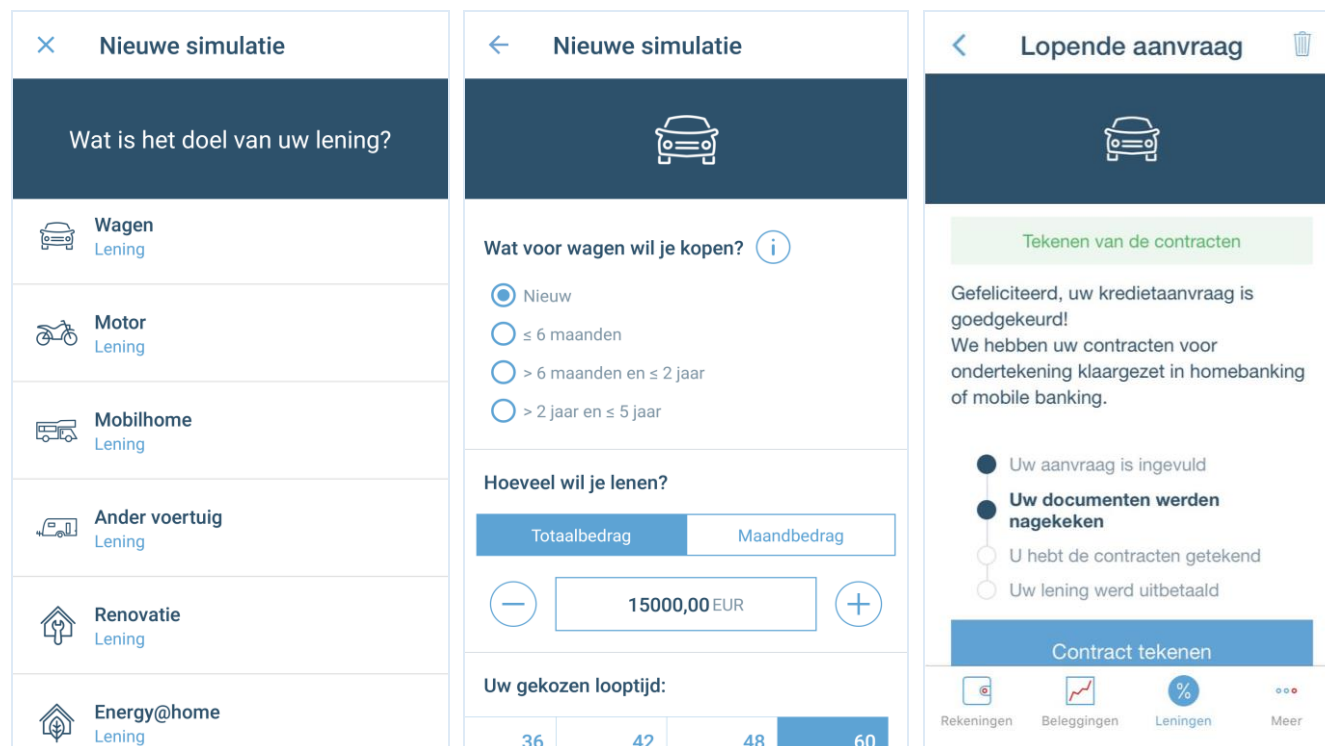 Nieuwe simulatie
Wat is het doel van uw lening?
Wagen
Lening
Motor
Lening
Mobilhome
Lening
Ander voertuig
Lening
Renovatie
Lening
Energy@home
Lening
Nieuwe simulatie
Wat voor wagen wil je kopen? i
Nieuw
≤ 6 maanden
> 6 maanden en ≤ 2 jaar
> 2 jaar en ≤ 5 jaar
Hoeveel wil je lenen?
Totaalbedrag Maandbedrag
15000,00 EUR
Uw gekozen looptijd:
36 42 48 60
Lopende aanvraag
Tekenen van de contracten
Gefeliciteerd, uw kredietaanvraag is
goedgekeurd!
We hebben uw contracten voor
ondertekening klaargezet in homebanking
of mobile banking.
Uw aanvraag is ingevuld
Uw documenten werden
nagekeken
U hebt de contracten getekend
Uw lening werd uitbetaald
Contract tekenen
%
Rekeningen Beleggingen Leningen Meer